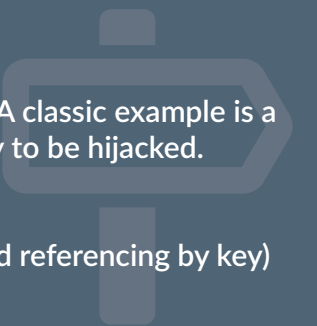 A classic example is a
to be hijacked.
referencing by key)